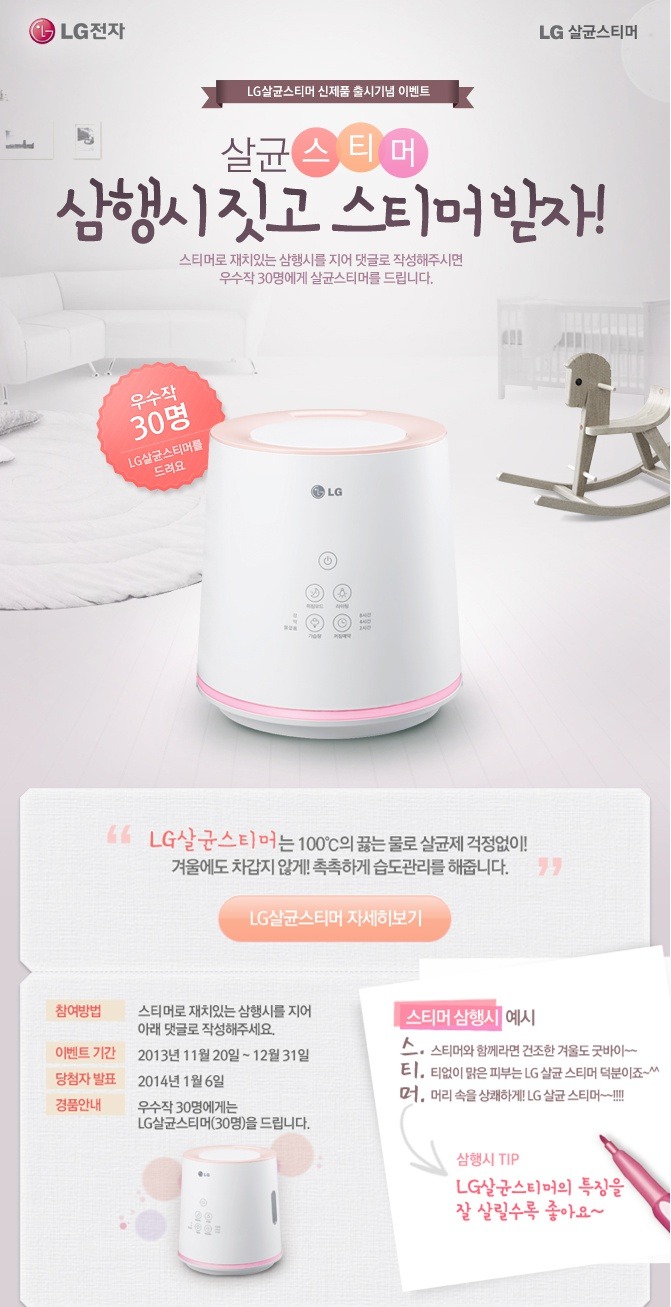 LG전자
LG 살균스티머
LG살균스티머 신제품 출시기념 이벤트
살균스티머
삼행시 짓고 스티머 받자!
스티머로 재치있는 삼행시를 지어 댓글로 작성해주시면
우수작 30명에게 살균스티머를 드립니다.
우수작
30명
LG살균스티머를
드려요
LG
“ LG살균스티머는 100℃의 끓는 물로 살균제 걱정없이!
겨울에도 차갑지 않게! 촉촉하게 습도관리를 해줍니다. ”
LG살균스티머 자세히보기
참여방법 스티머로 재치있는 삼행시를 지어
아래 댓글로 작성해주세요.
이벤트 기간 2013년 11월 20일 ~ 12월 31일
당첨자 발표 2014년 1월 6일
경품안내 우수작 30명에게는
LG살균스티머(30명)을 드립니다.
LG
스티머 삼행시 예시
스. 스티머와 함께라면 건조한 겨울도 굿바이~~
티. 티없이 맑은 피부는 LG 살균 스티머 덕분이죠~^^
머. 머리 속을 상쾌하게! LG 살균 스티머~~!!!!
삼행시 TIP
LG살균스티머의 특징을
잘 살릴수록 좋아요~